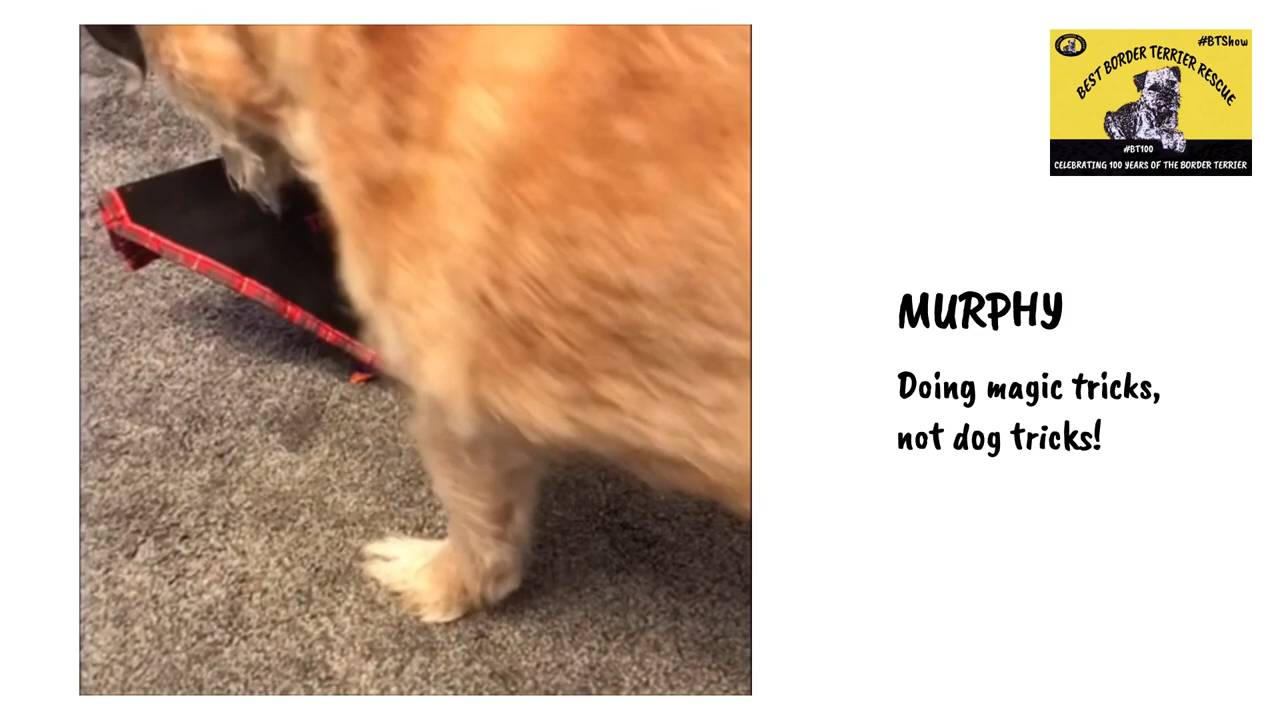 #BTShow
BEST BORDER TERRIER RESCUE
#BT100
CELEBRATING 100 YEARS OF THE BORDER TERRIER
MURPHY
Doing magic tricks,
not dog tricks!